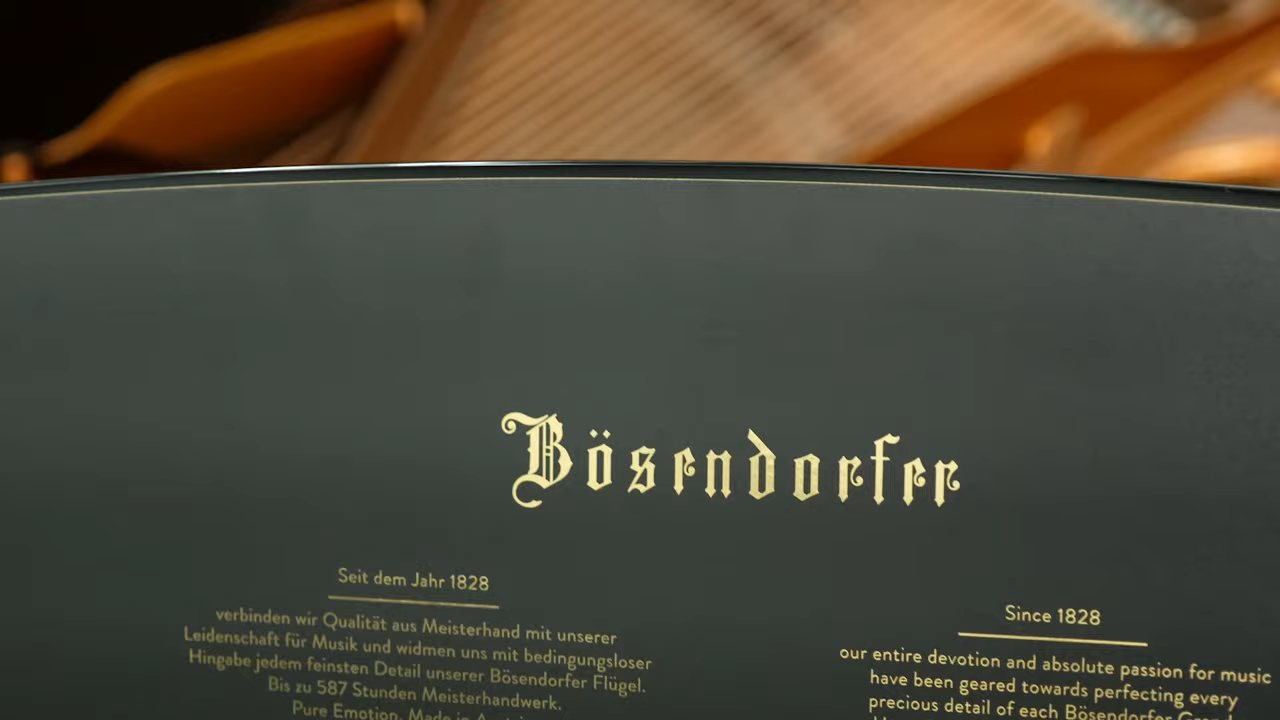 Bösendorfer
Seit dem Jahr 1828
verbinden wir Qualität aus Meisterhand mit unserer
Leidenschaft für Musik und widmen uns mit bedingungsloser
Hingabe jedem feinsten Detail unserer Bösendorfer Flügel.
Bis zu 587 Stunden Meisterhandwerk.
Pure Emotion. Made in
Since 1828
our entire devotion and absolute passion for music
have been geared towards perfecting every
precious detail of each Bösendorfer